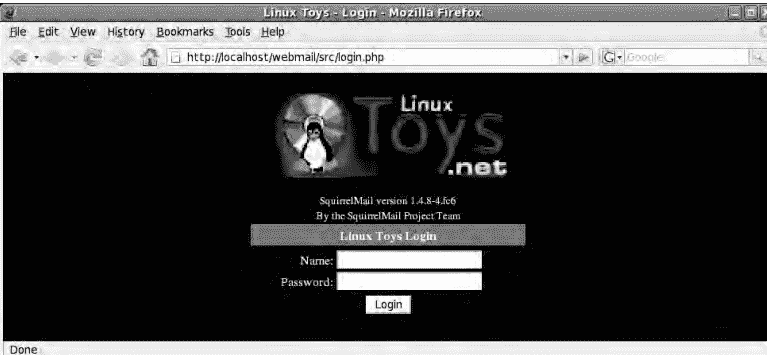 Linux Toys - Login - Mozilla Firefox
File Edit View History Bookmarks Tools Help
http://localhost/webmail/src/login.php
G Google
Linux
Toys
.net
SquirrelMail version 1.4.8-4.fc6
By the SquirrelMail Project Team
Linux Toys Login
Name:
Password:
Login
Done